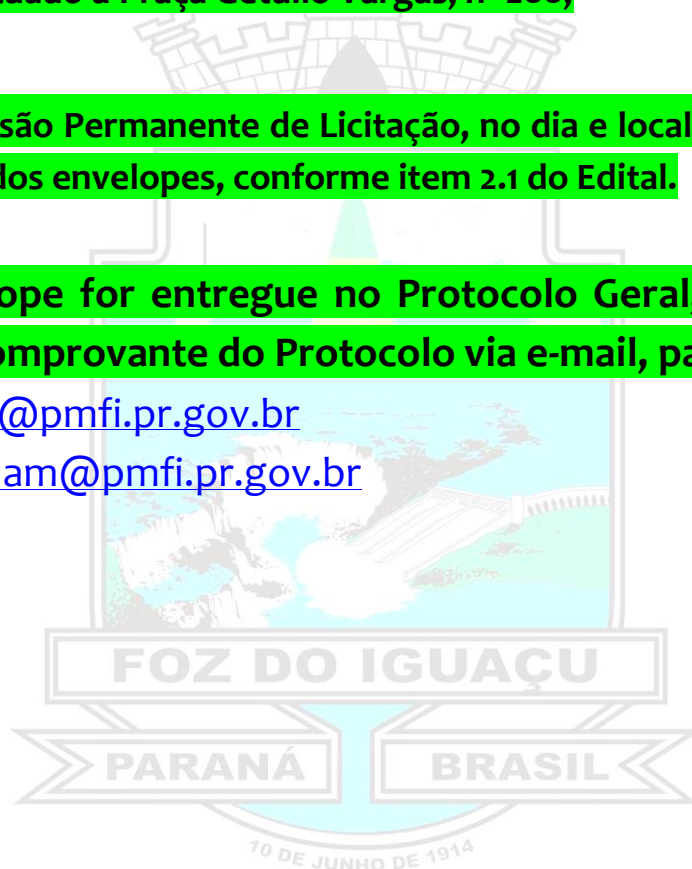 à Praça Getúlio Vargas, nº
são Permanente de Licitação, no dia e local
dos envelopes, conforme item 2.1 do Edital.
ope for entregue no Protocolo Geral,
omprovante do Protocolo via e-mail, pa
@pmfi.pr.gov.br
am@pmfi.pr.gov.br
FOZ DO IGUAÇU
PARANÁ BRASIL
10 DE JUNHO DE 1914